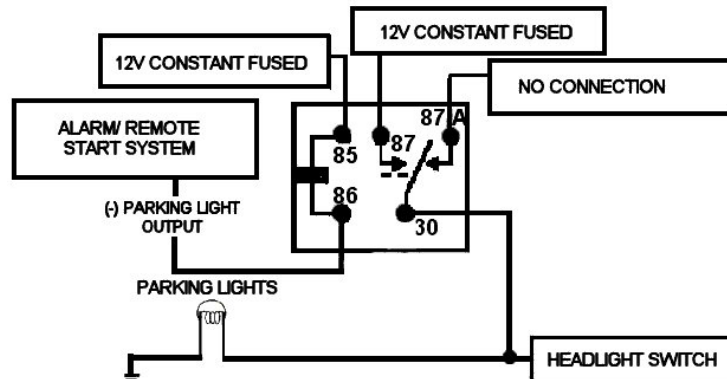 12V CONSTANT FUSED
12V CONSTANT FUSED
NO CONNECTION
ALARM/ REMOTE
START SYSTEM
85
87
87 A
86
30
(-) PARKING LIGHT
OUTPUT
PARKING LIGHTS
HEADLIGHT SWITCH